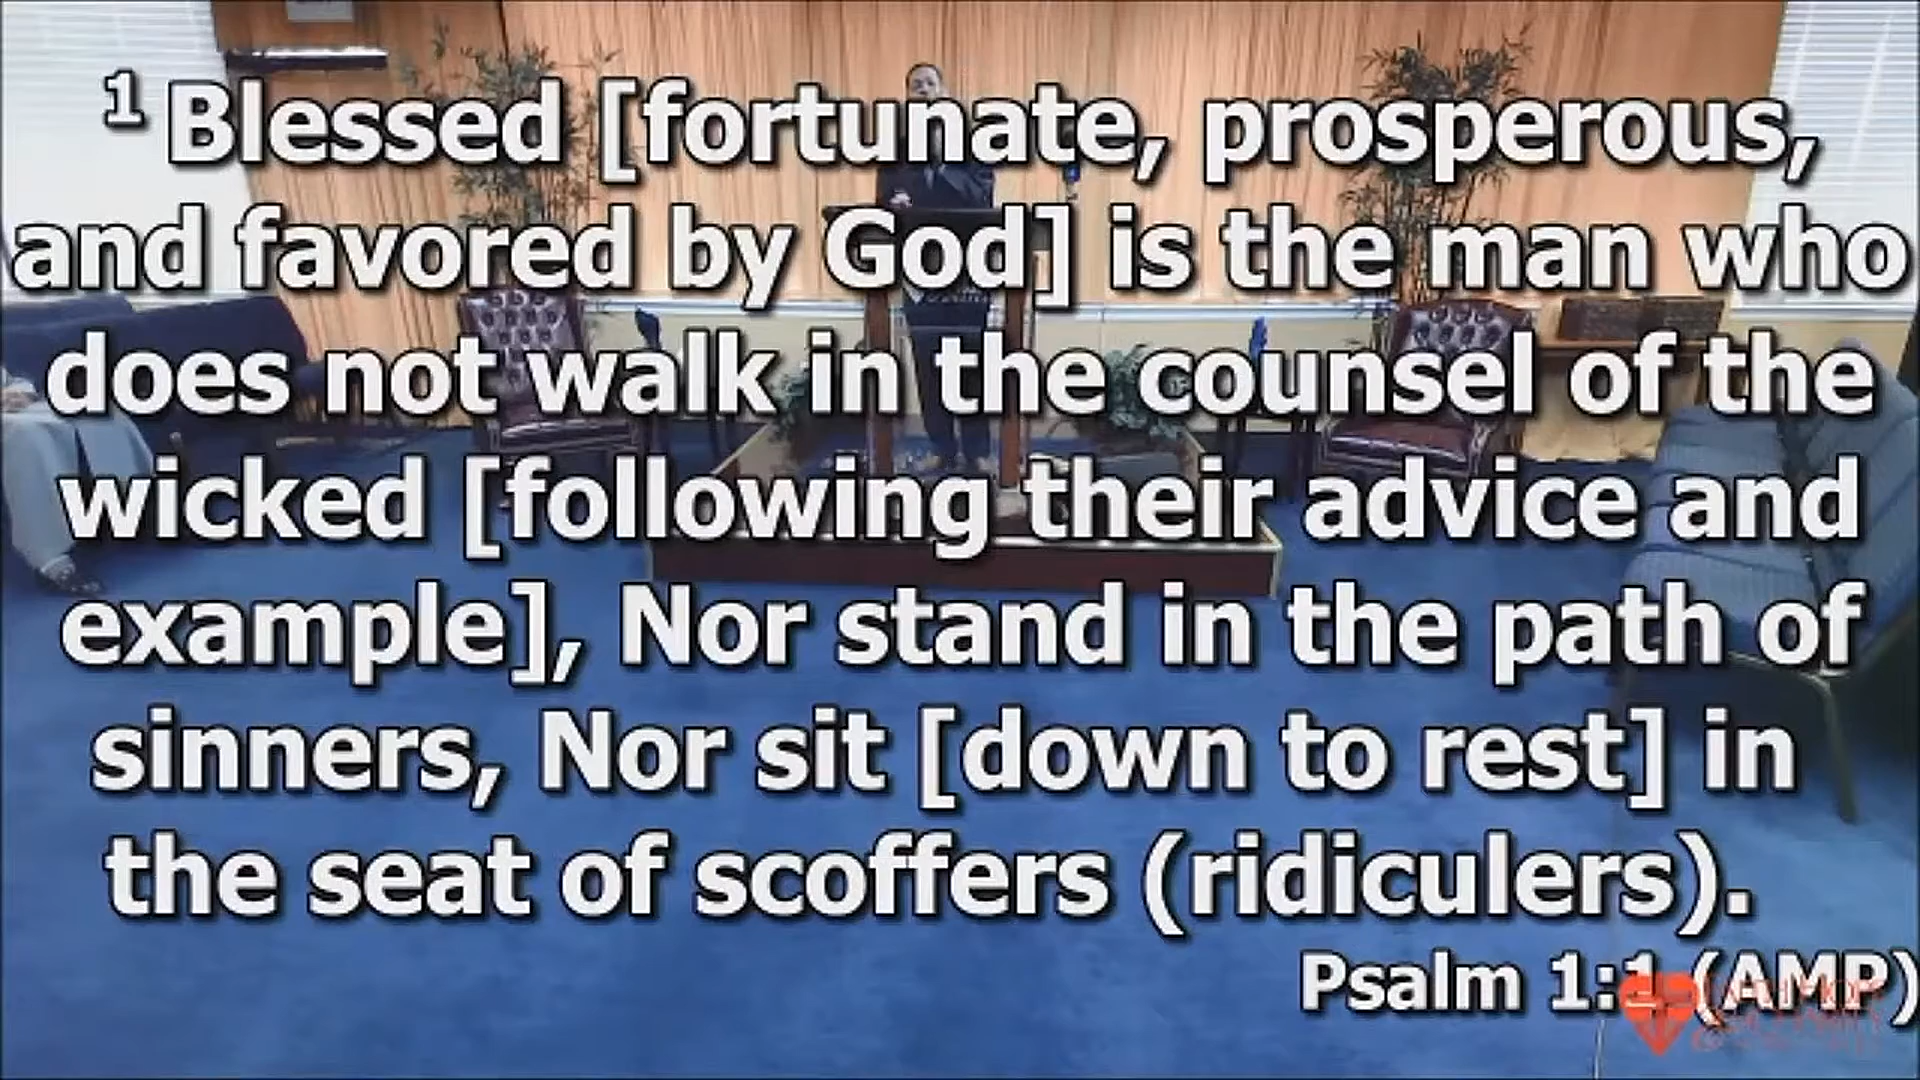 1 Blessed [fortunate, prosperous,
and favored by God] is the man who
does not walk in the counsel of the
wicked [following their advice and
example], Nor stand in the path of
sinners, Nor sit [down to rest] in
the seat of scoffers (ridiculers).
Psalm 1:1 (AMP)